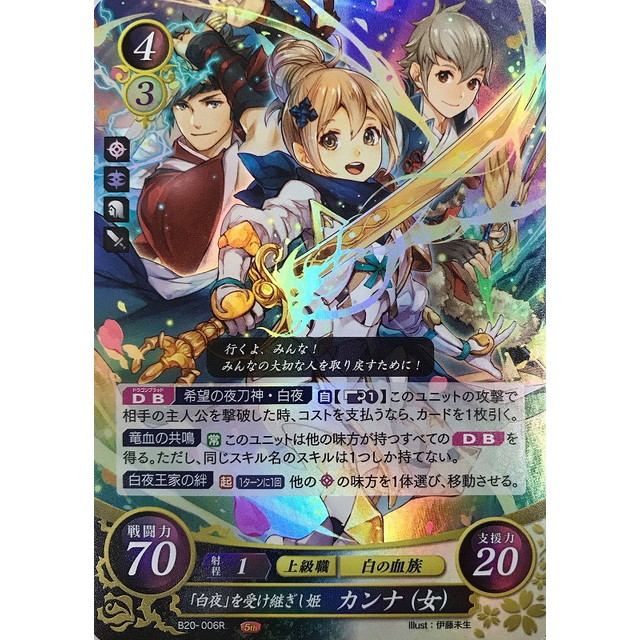 4
3
行くよ、みんな!
みんなの大切な人を取り戻すために!
ドラゴンブラッド
DB 希望の夜刀神・白夜 自 [1] このユニットの攻撃で
相手の主人公を撃破した時、コストを支払うなら、カードを1枚引く。
竜血の共鳴 常 このユニットは他の味方が持つすべての DB を
得る。ただし、同じスキル名のスキルは1つしか持てない。
白夜王家の絆 起 1ターンに1回 他の の味方を1体選び、移動させる。
戦闘力
70
射程 1
上級職
白の血族
支援力
20
「白夜」を受け継ぎし姫 カンナ(女)
B20-006R 5th
Illust:伊藤未生